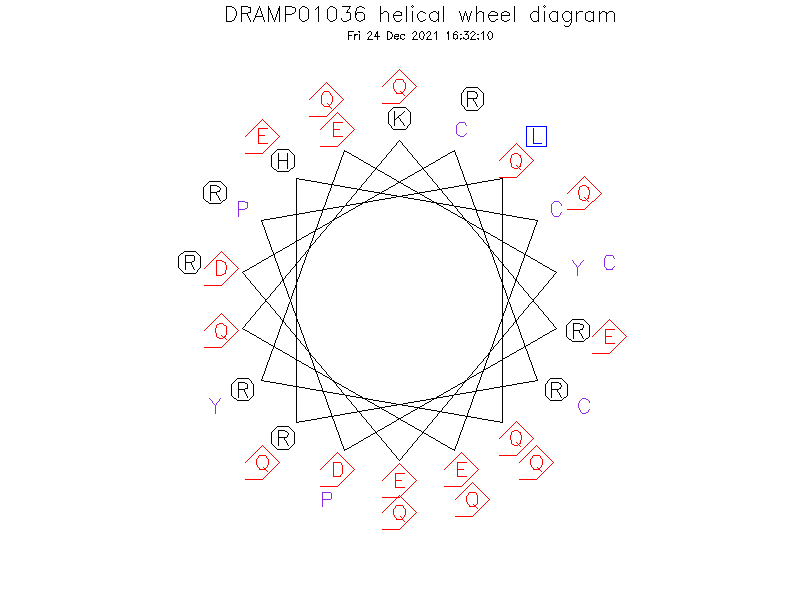 DRAMP01036 helical wheel diagram
Fri 24 Dec 2021 16:32:10
Q
Q R
K
E C
E L
H Q
R Q
P C
R D Y C
Q R E
Y R R C
R Q
Q D E Q
E
P Q
Q